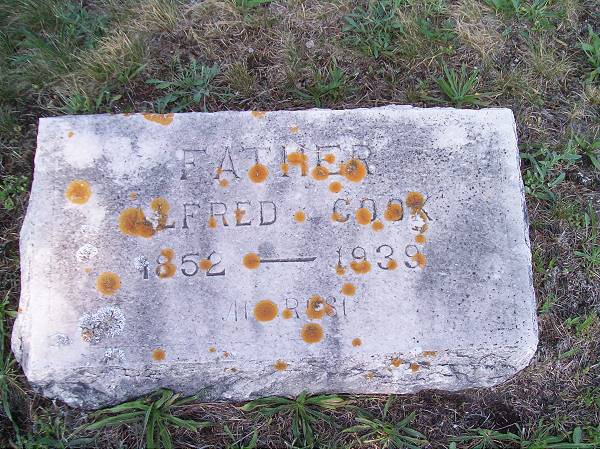 FATHER
ALFRED COOK
1852 — 1939
AT REST